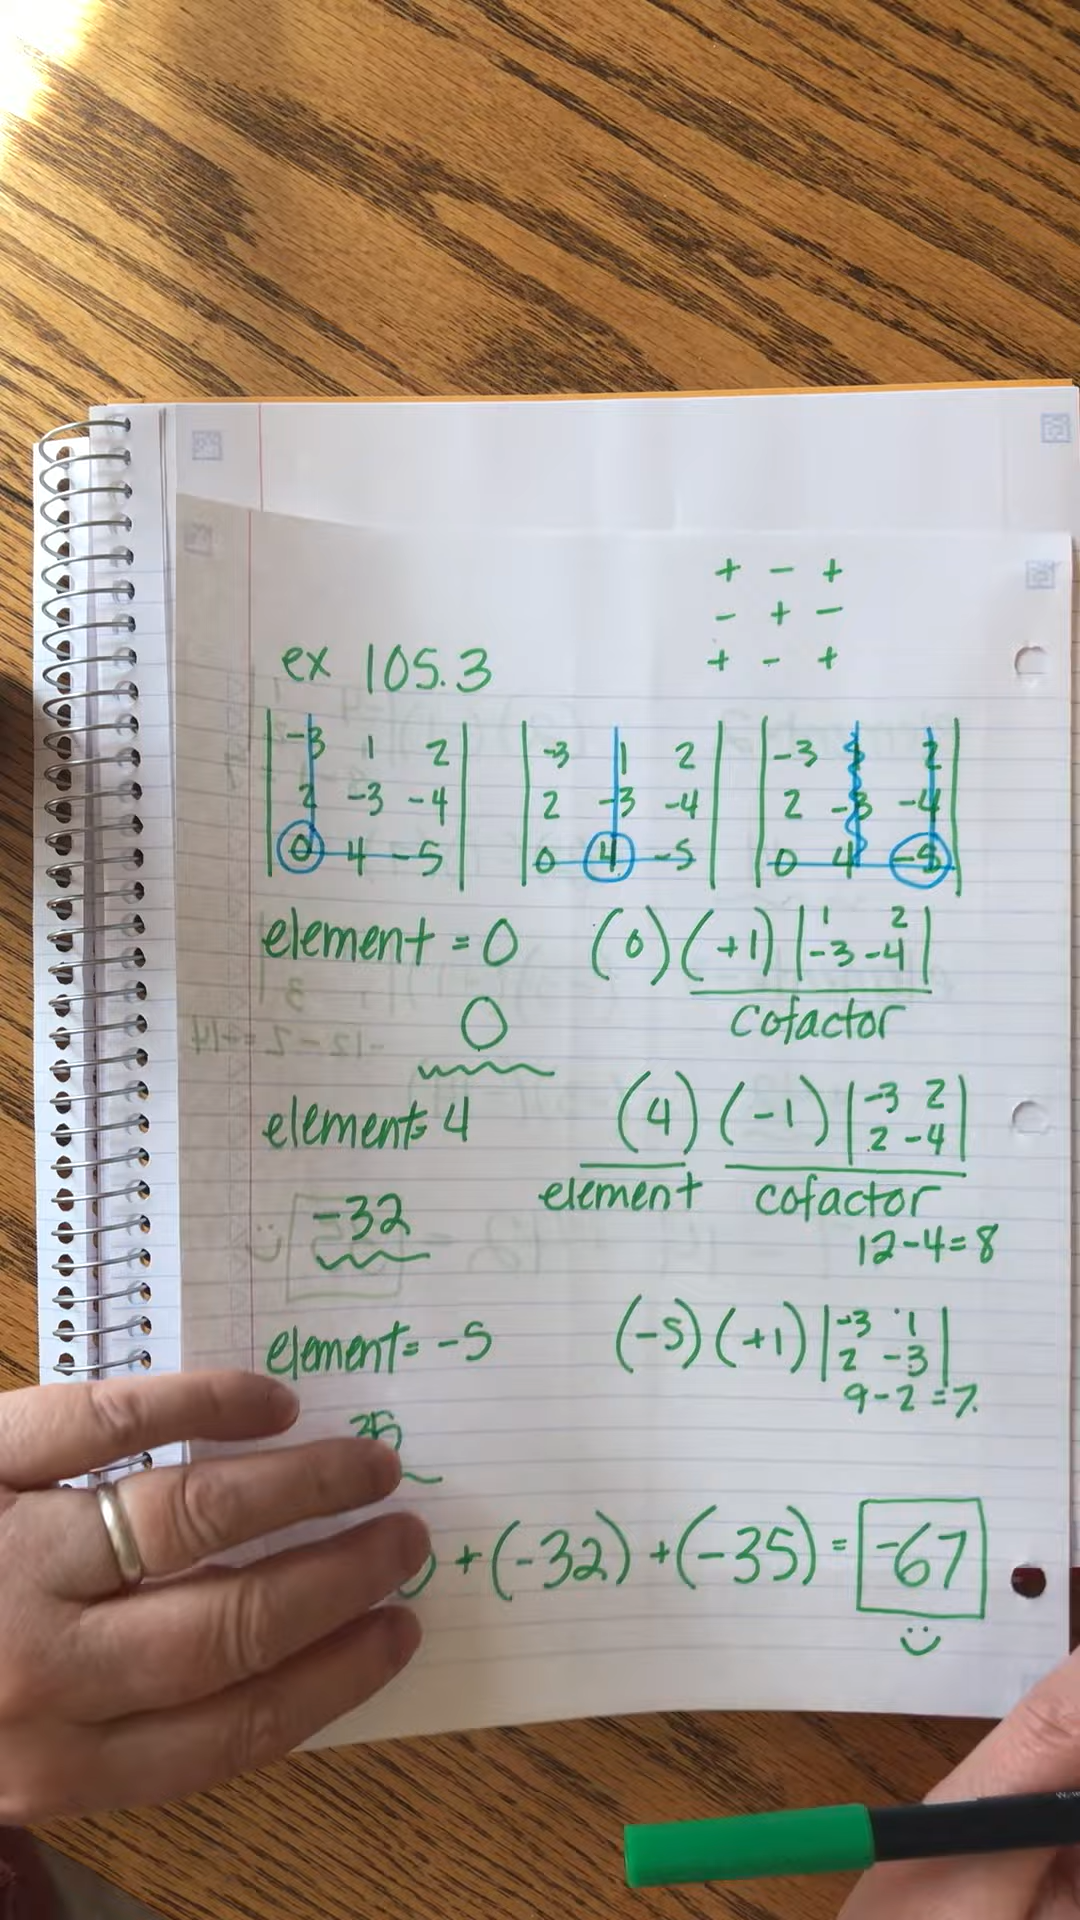 + - +
- + -
+ - +
ex 105.3
|-3 1 2| |-3 1 2| |-3 1 2|
|2 -3 -4| |2 -3 -4| |2 -3 -4|
|0 4 -5| |0 4 -5| |0 4 -5|
element = 0 (0)(+1)|1 2|
|-3 -4|
0 cofactor
element= 4 (4)(-1)|-3 2|
|2 -4|
element cofactor
-32 12-4=8
element= -5 (-5)(+1)|-3 1|
|2 -3|
9-2=7.
35
+(-32)+(-35)= -67